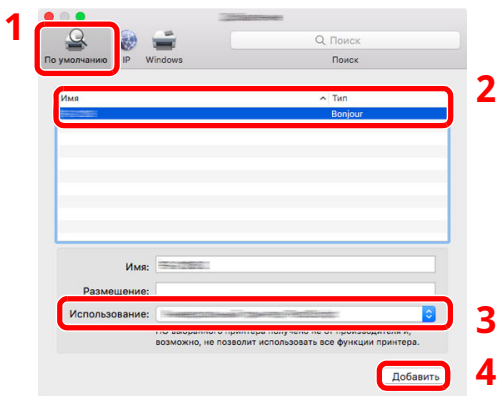 1
Поиск
По умолчанию IP Windows Поиск
2
Имя Тип
Bonjour
Имя:
Размещение:
Использование:
3
ПО выбранного принтера получено не от производителя и,
возможно, не позволит использовать все функции принтера.
Добавить
4